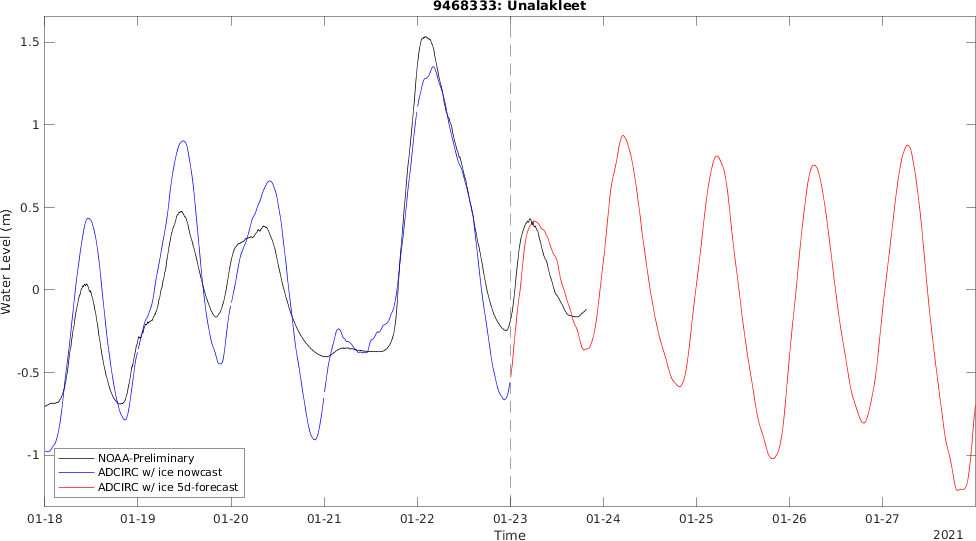 9468333: Unalakleet
Water Level (m)
1.5
1
0.5
0
-0.5
-1
NOAA-Preliminary
ADCIRC w/ ice nowcast
ADCIRC w/ ice 5d-forecast
01-18 01-19 01-20 01-21 01-22 01-23 01-24 01-25 01-26 01-27
Time
2021